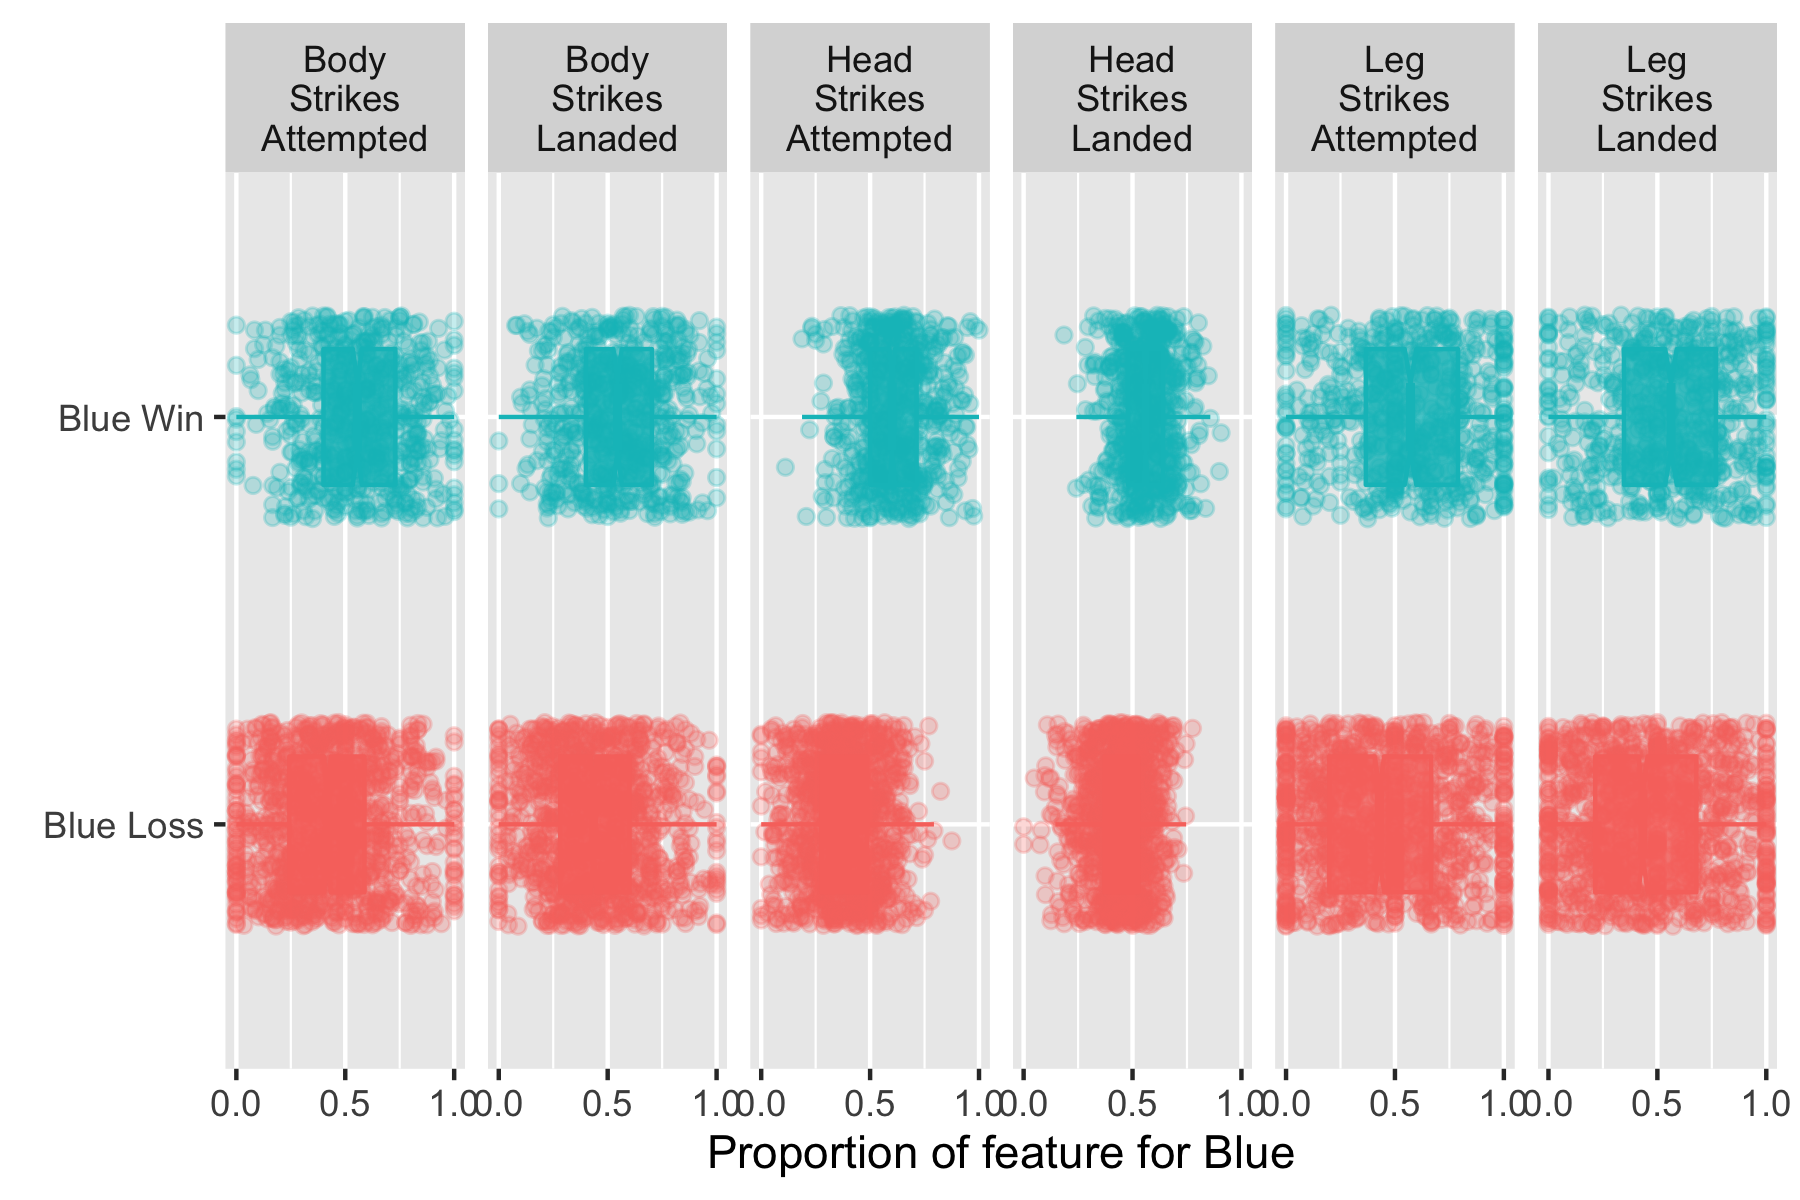 Body
Strikes
Attempted
Body
Strikes
Lanaded
Head
Strikes
Attempted
Head
Strikes
Landed
Leg
Strikes
Attempted
Leg
Strikes
Landed
Blue Win
Blue Loss
0.0 0.5 1.0 0.0 0.5 1.0 0.0 0.5 1.0 0.0 0.5 1.0 0.0 0.5 1.0 0.0 0.5 1.0
Proportion of feature for Blue